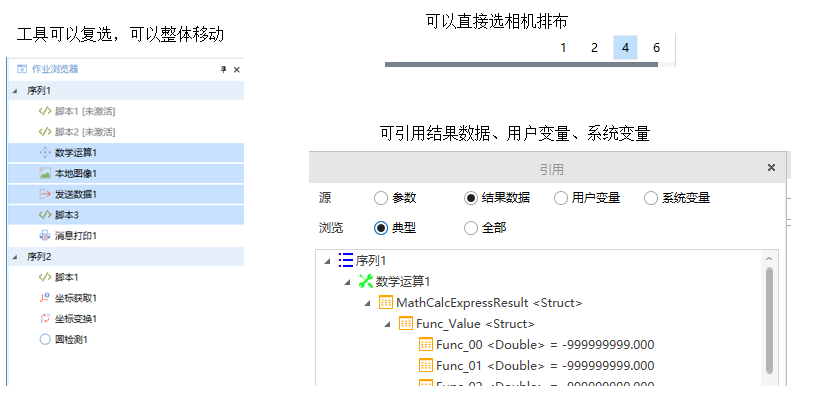 工具可以复选，可以整体移动
作业浏览器
序列1
脚本1 [未激活]
脚本2 [未激活]
数学运算1
本地图像1
发送数据1
脚本3
消息打印1
序列2
脚本1
坐标获取1
坐标变换1
圆检测1
可以直接选相机排布
1 2 4 6
可引用结果数据、用户变量、系统变量
引用
源 参数 结果数据 用户变量 系统变量
浏览 典型 全部
序列1
数学运算1
MathCalcExpressResult <Struct>
Func_Value <Struct>
Func_00 <Double> = -999999999.000
Func_01 <Double> = -999999999.000
Func_02 <Double> = -999999999.000